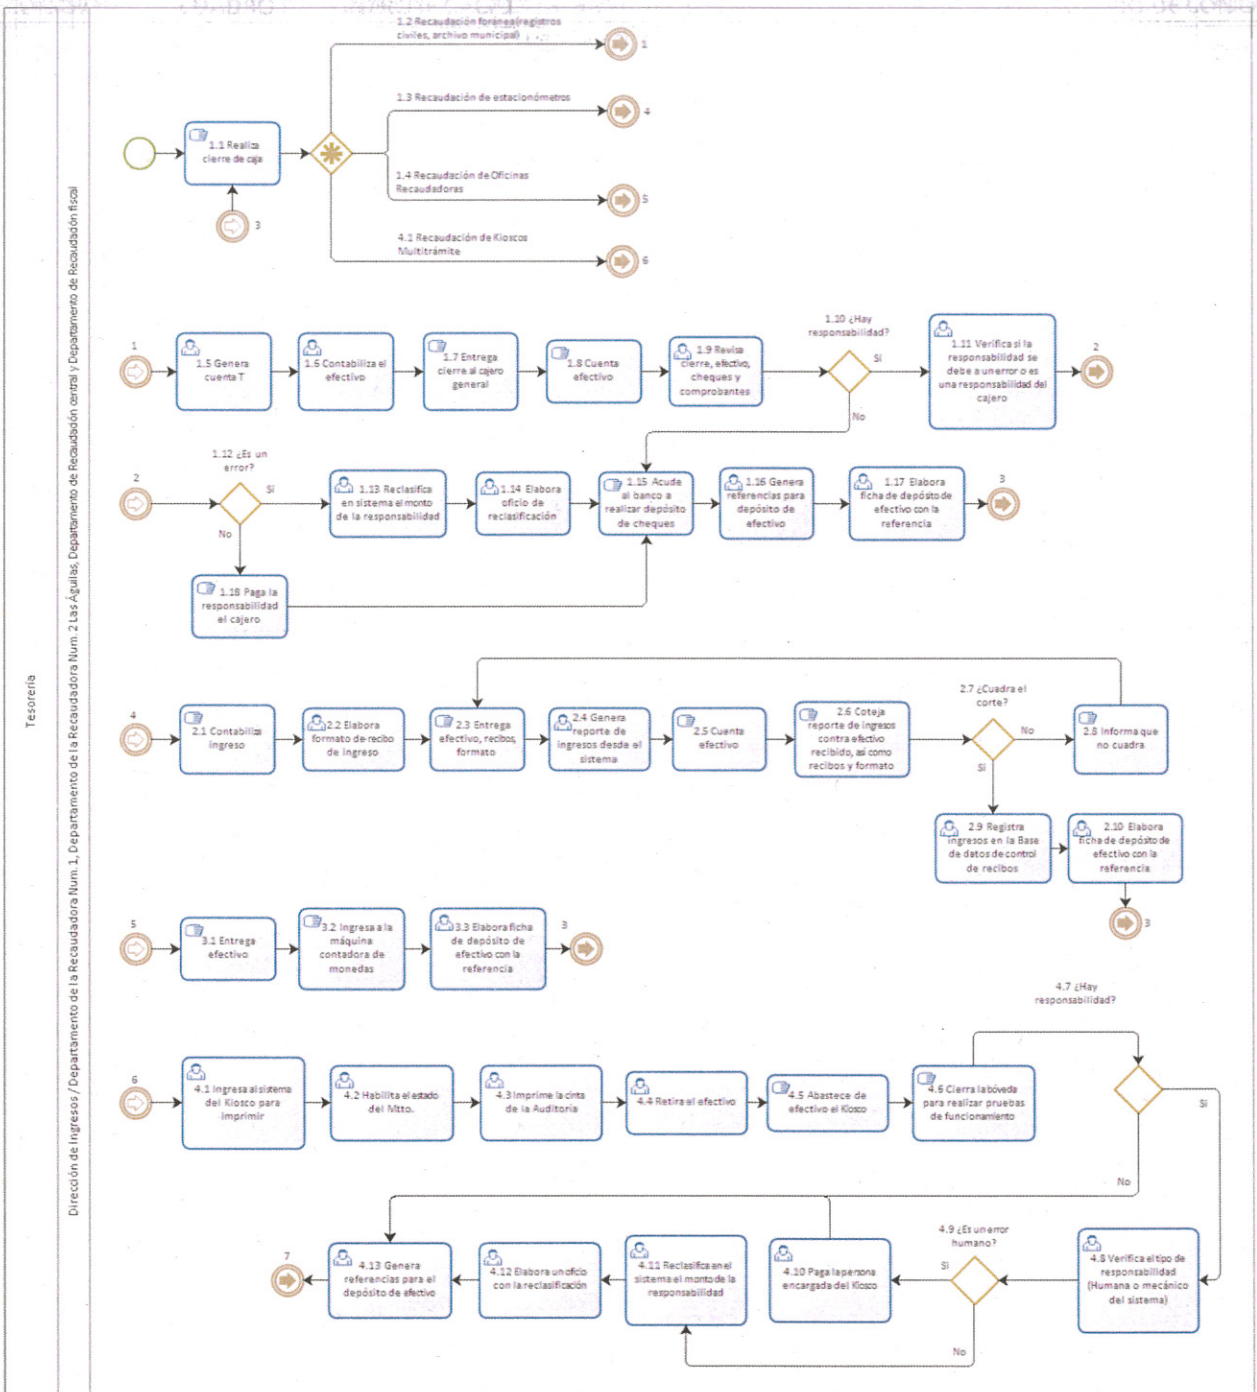 Tesorería
Dirección de Ingresos / Departamento de la Recaudadora Num. 1, Departamento de la Recaudadora Num. 2 Las Águilas, Departamento de Recaudación central y Departamento de Recaudación fiscal
1.2 Recaudación foránea(registros
civiles, archivo municipal)
1
1.3 Recaudación de estacionómetros
4
1.1 Realiza
cierre de caja
1.4 Recaudación de Oficinas
Recaudadoras
5
3
4.1 Recaudación de Kioscos
Multitrámite
6
1
1.5 Genera
cuenta T
1.6 Contabiliza el
efectivo
1.7 Entrega
cierre al cajero
general
1.8 Cuenta
efectivo
1.9 Revisa
cierre, efectivo,
cheques y
comprobantes
1.10 ¿Hay
responsabilidad?
Sí
No
1.11 Verifica si la
responsabilidad se
debe a un error o es
una responsabilidad del
cajero
2
2
1.12 ¿Es un
error?
Sí
No
1.13 Reclasifica
en sistema el monto
de la responsabilidad
1.14 Elabora
oficio de
reclasificación
1.15 Acude
al banco a
realizar depósito
de cheques
1.16 Genera
referencias para
depósito de
efectivo
1.17 Elabora
ficha de depósito de
efectivo con la
referencia
3
1.18 Paga la
responsabilidad
el cajero
4
2.1 Contabiliza
ingreso
2.2 Elabora
formato de recibo
de ingreso
2.3 Entrega
efectivo, recibos,
formato
2.4 Genera
reporte de
ingresos desde el
sistema
2.5 Cuenta
efectivo
2.6 Coteja
reporte de ingresos
contra efectivo
recibido, así como
recibos y formato
2.7 ¿Cuadra el
corte?
No
Sí
2.8 Informa que
no cuadra
2.9 Registra
ingresos en la Base
de datos de control
de recibos
2.10 Elabora
ficha de depósito de
efectivo con la
referencia
3
5
3.1 Entrega
efectivo
3.2 Ingresa a la
máquina
contadora de
monedas
3.3 Elabora ficha
de depósito de
efectivo con la
referencia
3
6
4.1 Ingresa al sistema
del Kiosco para
Imprimir
4.2 Habilita el estado
del Mtto.
4.3 Imprime la cinta
de la Auditoría
4.4 Retira el efectivo
4.5 Abastece de
efectivo el Kiosco
4.6 Cierra la bóveda
para realizar pruebas
de funcionamiento
4.7 ¿Hay
responsabilidad?
Sí
No
4.8 Verifica el tipo de
responsabilidad
(Humana o mecánico
del sistema)
4.9 ¿Es un error
humano?
Sí
No
4.10 Paga la persona
encargada del Kiosco
4.11 Reclasifica en el
sistema el monto de la
responsabilidad
4.12 Elabora un oficio
con la reclasificación
4.13 Genera
referencias para el
depósito de efectivo
7